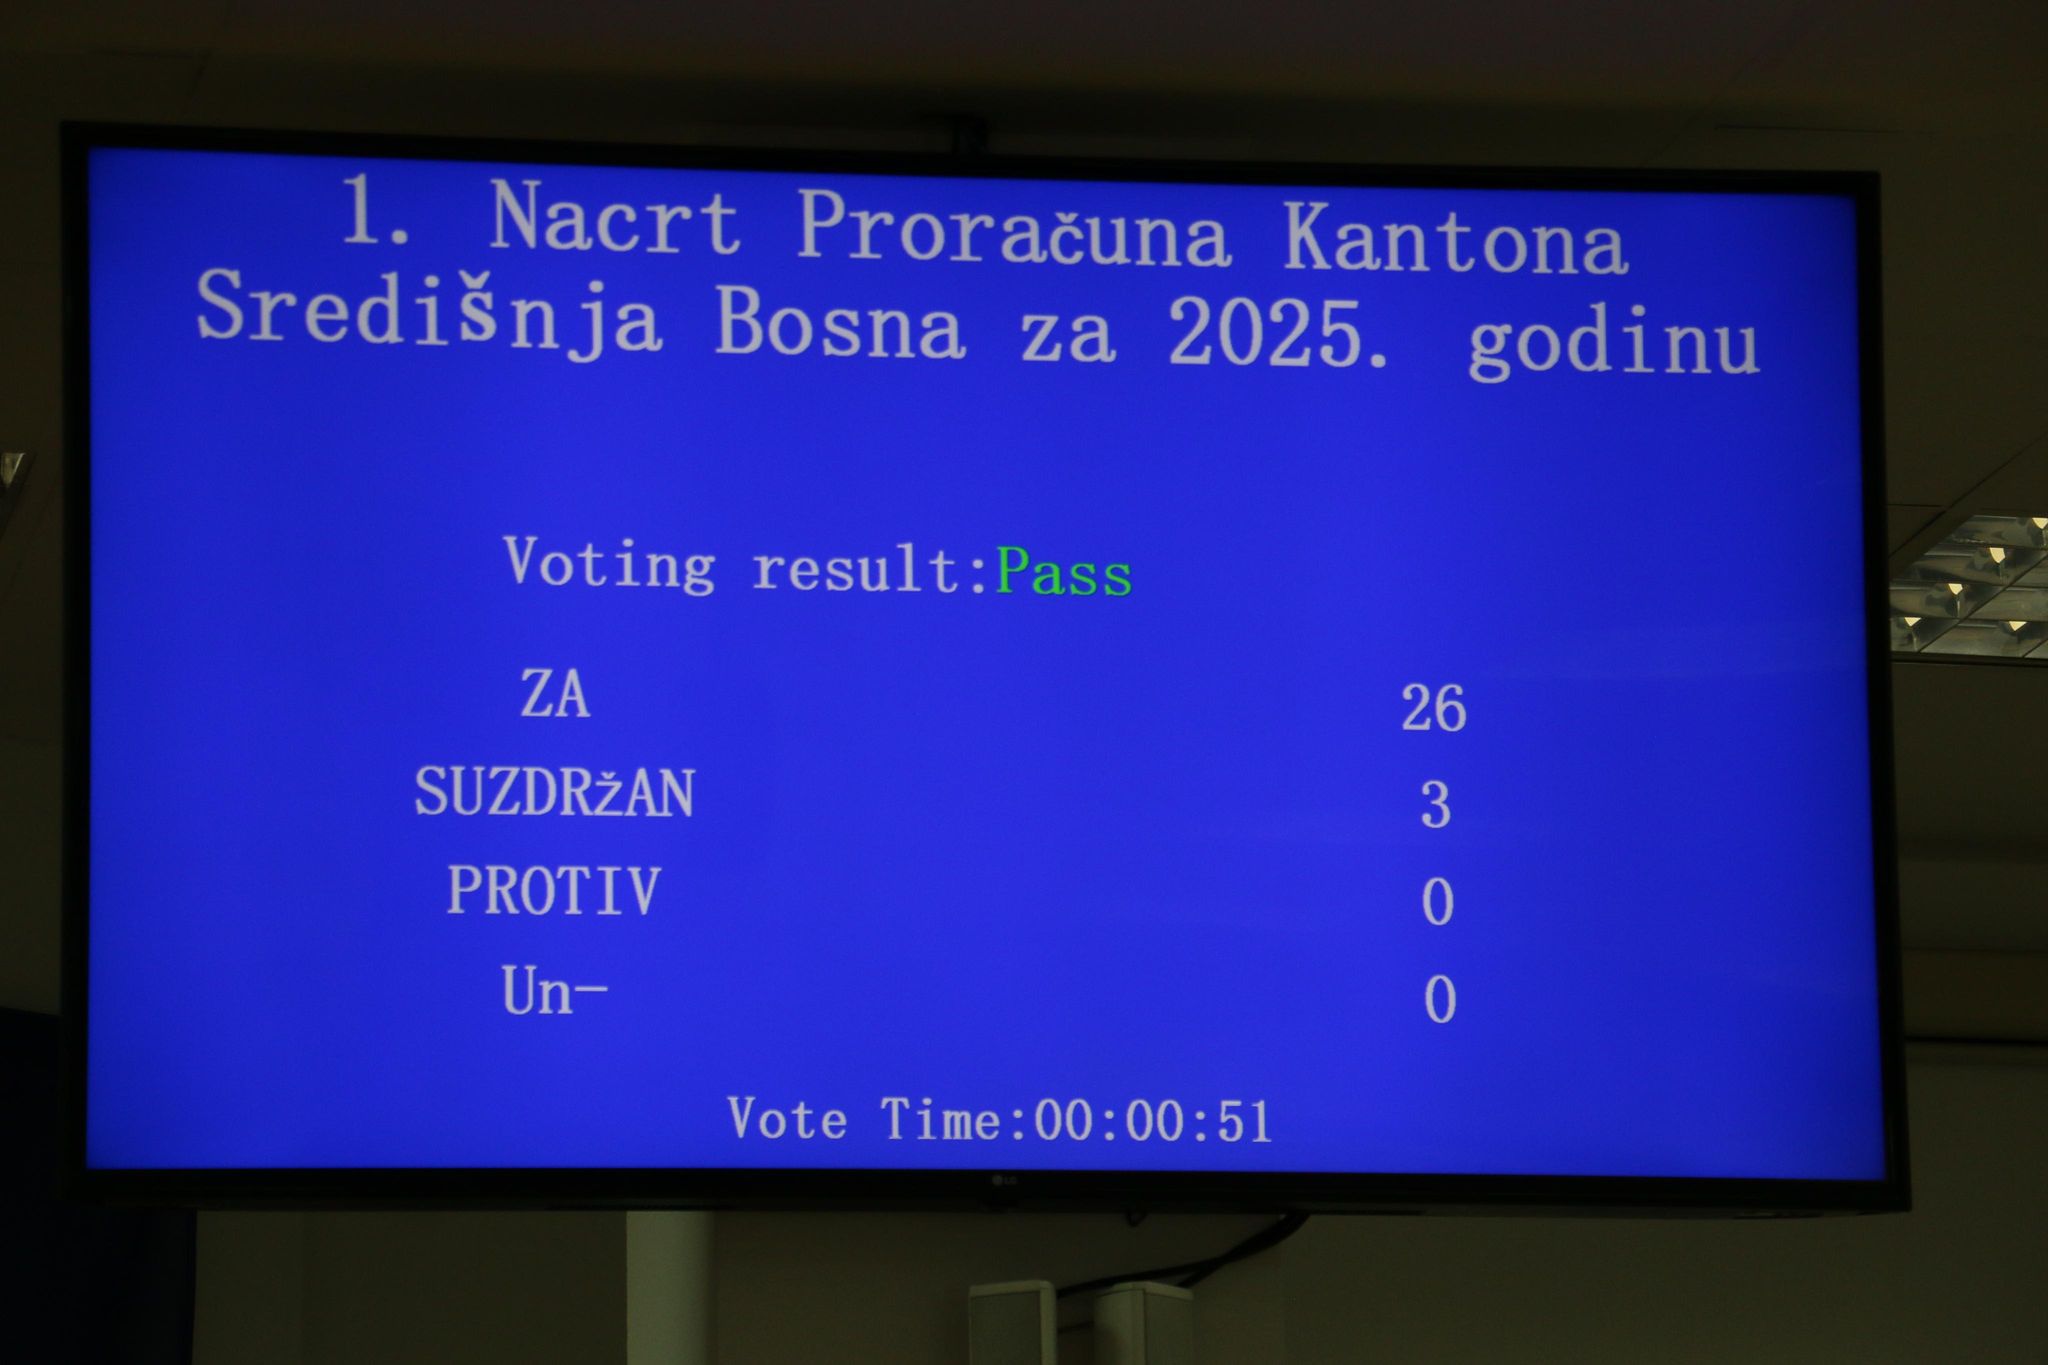 1. Nacrt Proračuna Kantona
Središnja Bosna za 2025. godinu
Voting result:Pass
ZA 26
SUZDRžAN 3
PROTIV 0
Un- 0
Vote Time:00:00:51
LG